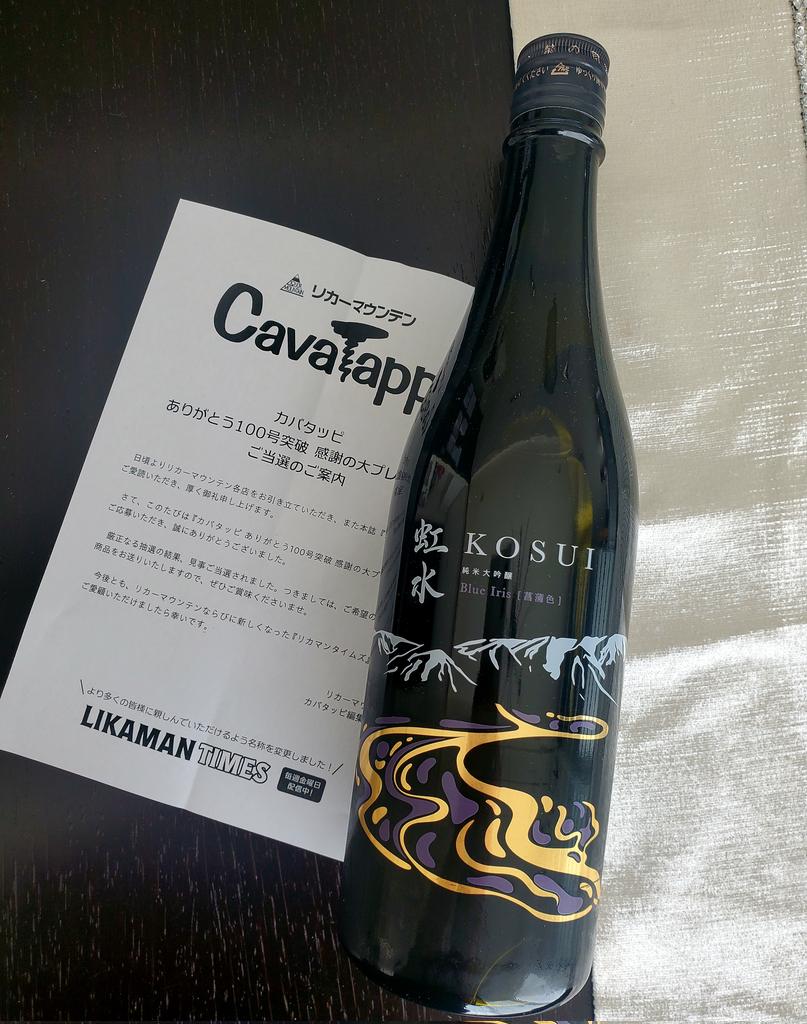 リカーマウンテン
Cavatapp
カバタッピ
ありがとう100号突破 感謝の大プレ
ご当選のご案内
日頃よりリカーマウンテン各店をお引き立ていただき、また本誌『
ご愛読いただき、厚く御礼申し上げます。
さて、このたびは『カバタッピ ありがとう100号突破 感謝の大プ
ご応募いただき、誠にありがとうございました。
厳正なる抽選の結果、見事ご当選されました。つきましては、ご希望の
商品をお送りいたしますので、ぜひご賞味くださいませ。
今後とも、リカーマウンテンならびに新しくなった『リカマンタイムズ』
ご愛顧いただけましたら幸いです。
リカーマウ
カバタッピ編集
\より多くの皆様に親しんでいただけるよう名称を変更しました!/
LIKAMAN TIMES
毎週金曜日
配信中!
虹水
KOSUI
純米大吟醸
Blue Iris [菖蒲色]